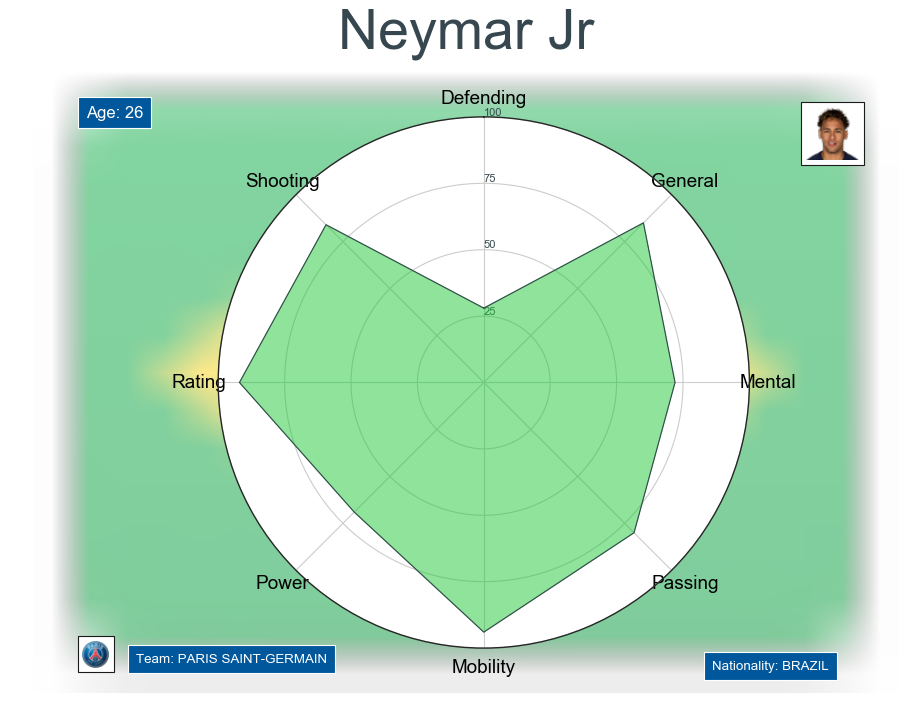 Neymar Jr
Defending
Age: 26
100
Shooting
75
General
50
25
Rating
Mental
Power
Passing
Mobility
Team: PARIS SAINT-GERMAIN
Nationality: BRAZIL